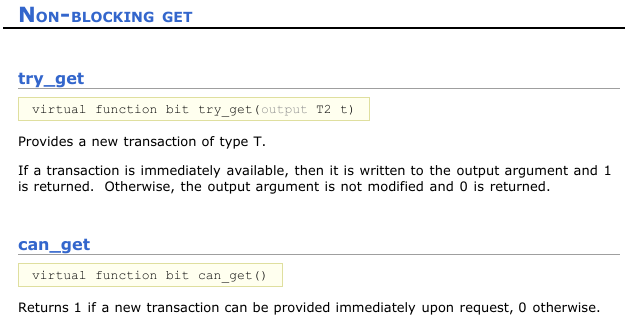 NON-BLOCKING GET
try_get
virtual function bit try_get(output T2 t)
Provides a new transaction of type T.
If a transaction is immediately available, then it is written to the output argument and 1
is returned.  Otherwise, the output argument is not modified and 0 is returned.
can_get
virtual function bit can_get()
Returns 1 if a new transaction can be provided immediately upon request, 0 otherwise.